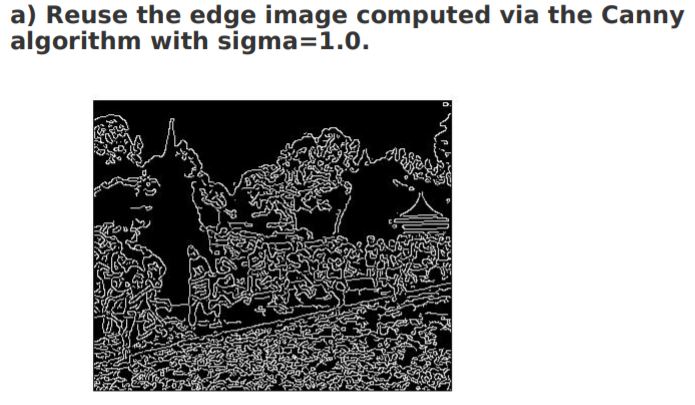 a) Reuse the edge image computed via the Canny
algorithm with sigma=1.0.